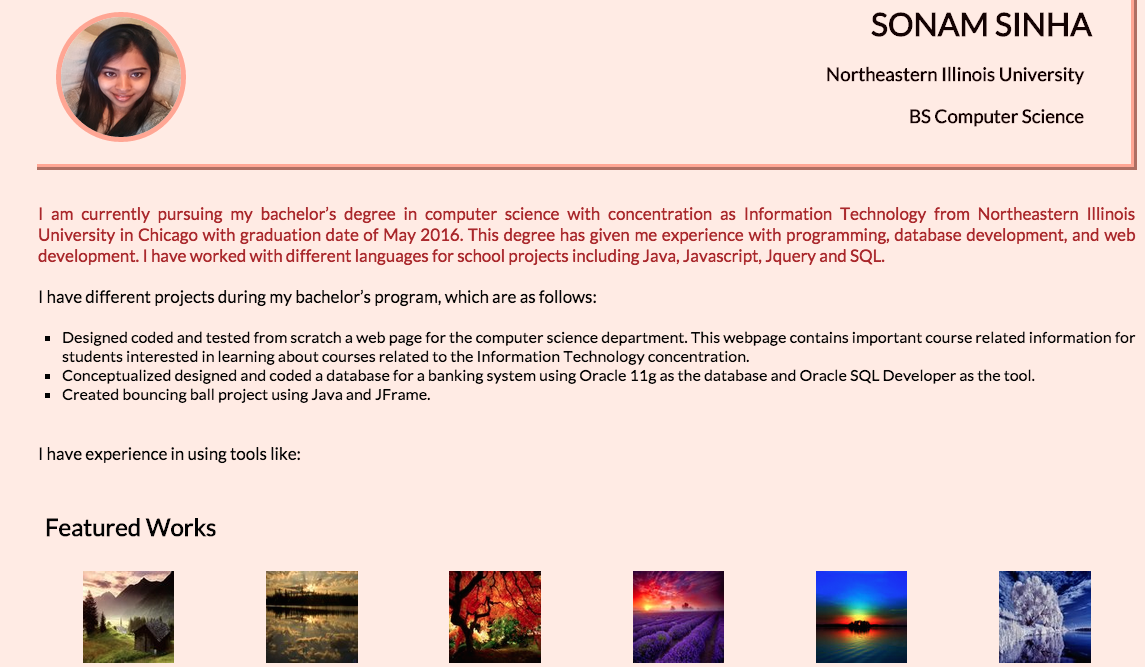 SONAM SINHA
Northeastern Illinois University
BS Computer Science
I am currently pursuing my bachelor’s degree in computer science with concentration as Information Technology from Northeastern Illinois
University in Chicago with graduation date of May 2016. This degree has given me experience with programming, database development, and web
development. I have worked with different languages for school projects including Java, Javascript, Jquery and SQL.
I have different projects during my bachelor’s program, which are as follows:
Designed coded and tested from scratch a web page for the computer science department. This webpage contains important course related information for
students interested in learning about courses related to the Information Technology concentration.
Conceptualized designed and coded a database for a banking system using Oracle 11g as the database and Oracle SQL Developer as the tool.
Created bouncing ball project using Java and JFrame.
I have experience in using tools like:
Featured Works